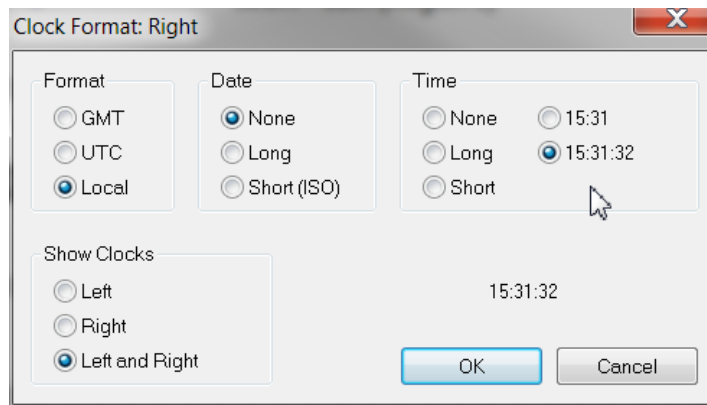 Clock Format: Right
Format
GMT
UTC
Local
Date
None
Long
Short (ISO)
Time
None
Long
Short
15:31
15:31:32
Show Clocks
Left
Right
Left and Right
15:31:32
OK
Cancel